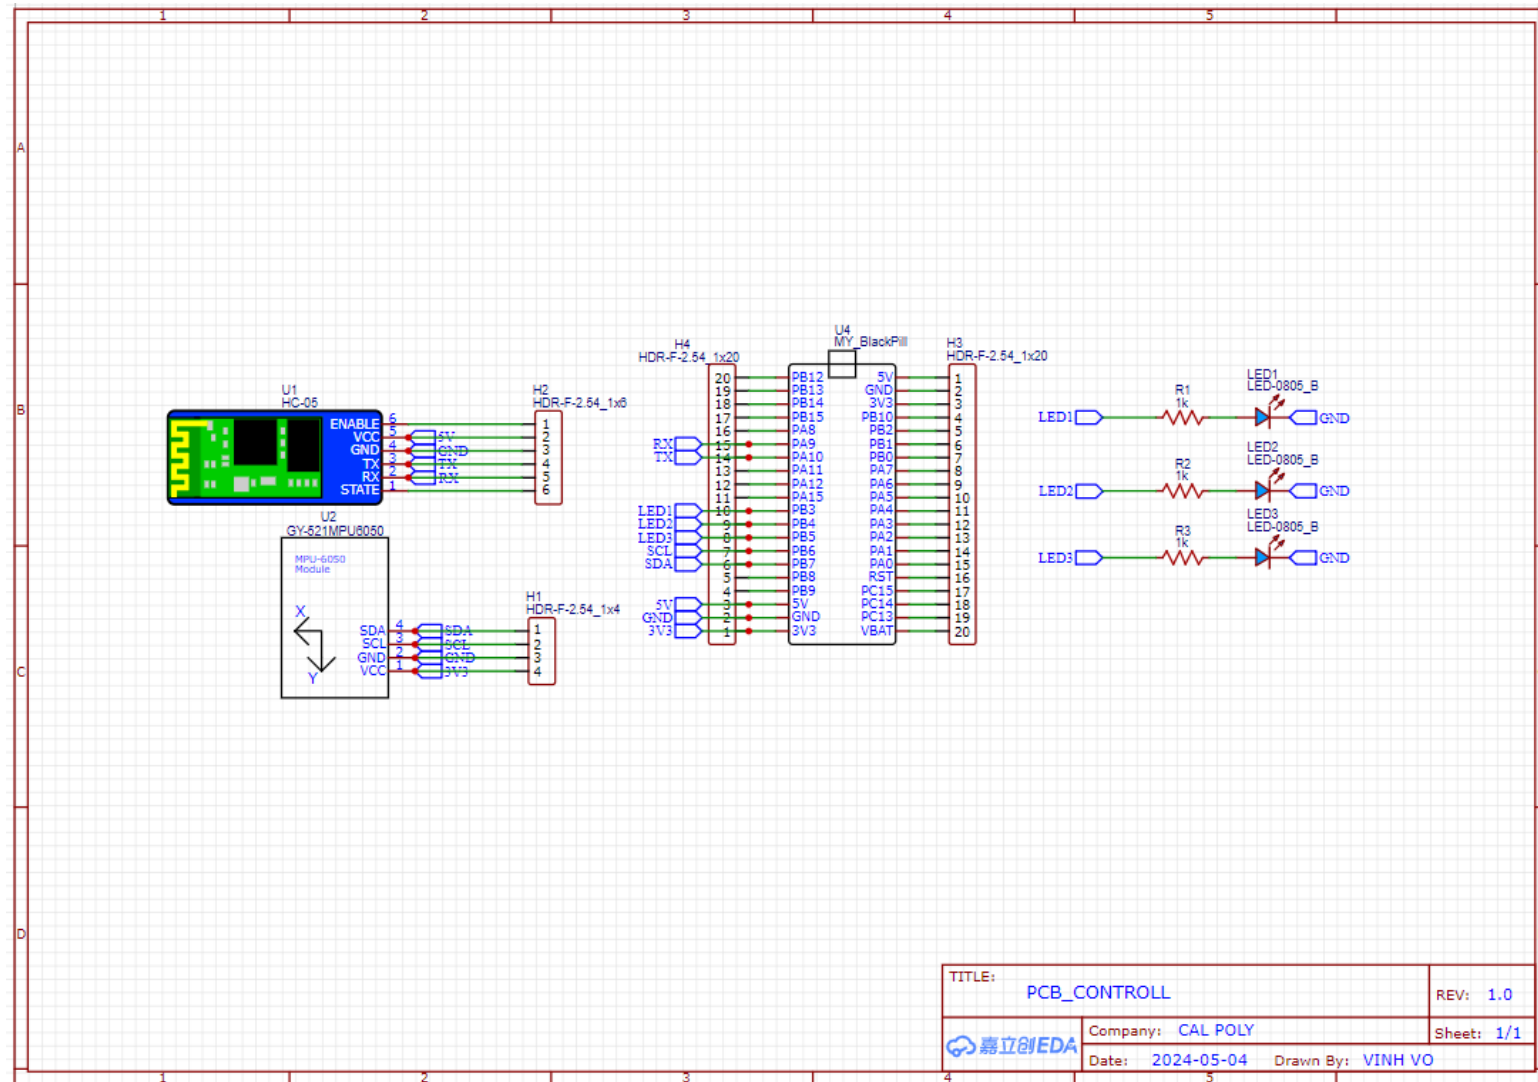 1 2 3 4 5
A
B
C
D
U1
HC-05
ENABLE 6
VCC 5 5V
GND 4 GND
TX 3 TX
RX 2 RX
STATE 1
H2
HDR-F-2.54_1x6
1
2
3
4
5
6
U2
GY-521MPU6050
MPU-6050
Module
X
Y
SDA 4 SDA
SCL 3 SCL
GND 2 GND
VCC 1 3V3
H1
HDR-F-2.54_1x4
1
2
3
4
H4
HDR-F-2.54_1x20
U4
MY_BlackPill
H3
HDR-F-2.54_1x20
20 PB12 5V 1
19 PB13 GND 2
18 PB14 3V3 3
17 PB15 PB10 4
16 PA8 PB2 5
RX 15 PA9 PB1 6
TX 14 PA10 PB0 7
13 PA11 PA7 8
12 PA12 PA6 9
11 PA15 PA5 10
LED1 10 PB3 PA4 11
LED2 9 PB4 PA3 12
LED3 8 PB5 PA2 13
SCL 7 PB6 PA1 14
SDA 6 PB7 PA0 15
5 PB8 RST 16
4 PB9 PC15 17
5V 3 5V PC14 18
GND 2 GND PC13 19
3V3 1 3V3 VBAT 20
R1
1k
LED1
LED-0805_B
LED1 GND
R2
1k
LED2
LED-0805_B
LED2 GND
R3
1k
LED3
LED-0805_B
LED3 GND
TITLE:
PCB_CONTROLL
REV: 1.0
嘉立创EDA
Company: CAL POLY
Sheet: 1/1
Date: 2024-05-04 Drawn By: VINH VO
1 2 3 4 5